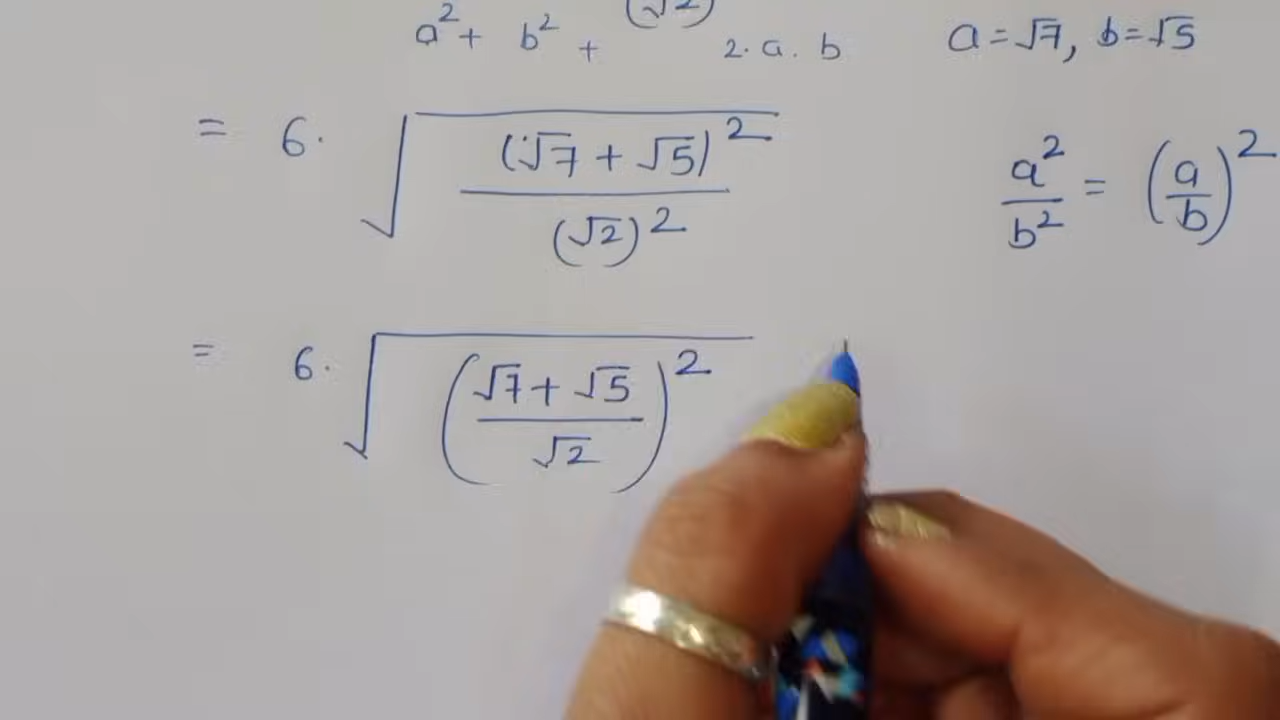 (√2)
a² + b² + 2·a·b
a = √7, b = √5
= 6·√((√7 + √5)² / (√2)²)
a²/b² = (a/b)²
= 6·√(((√7 + √5)/√2)²)